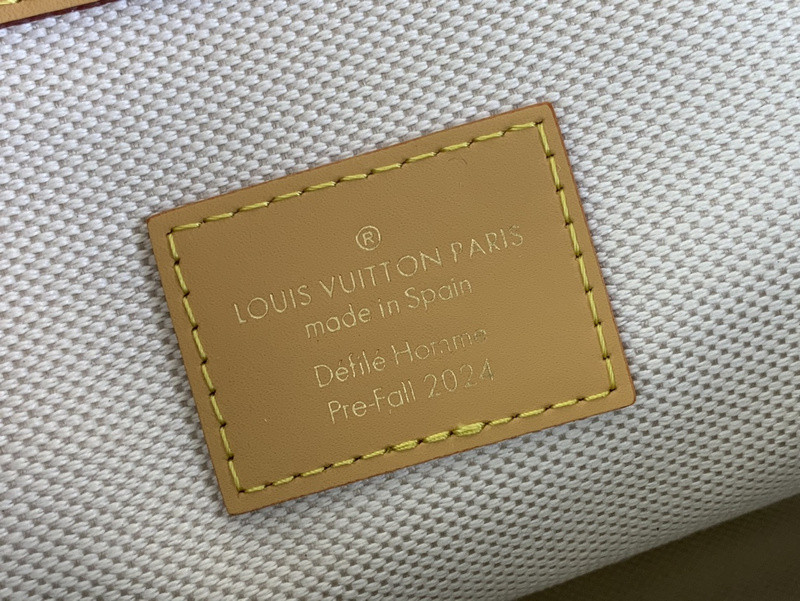 ®
LOUIS VUITTON PARIS
made in Spain
Défilé Homme
Pre-Fall 2024